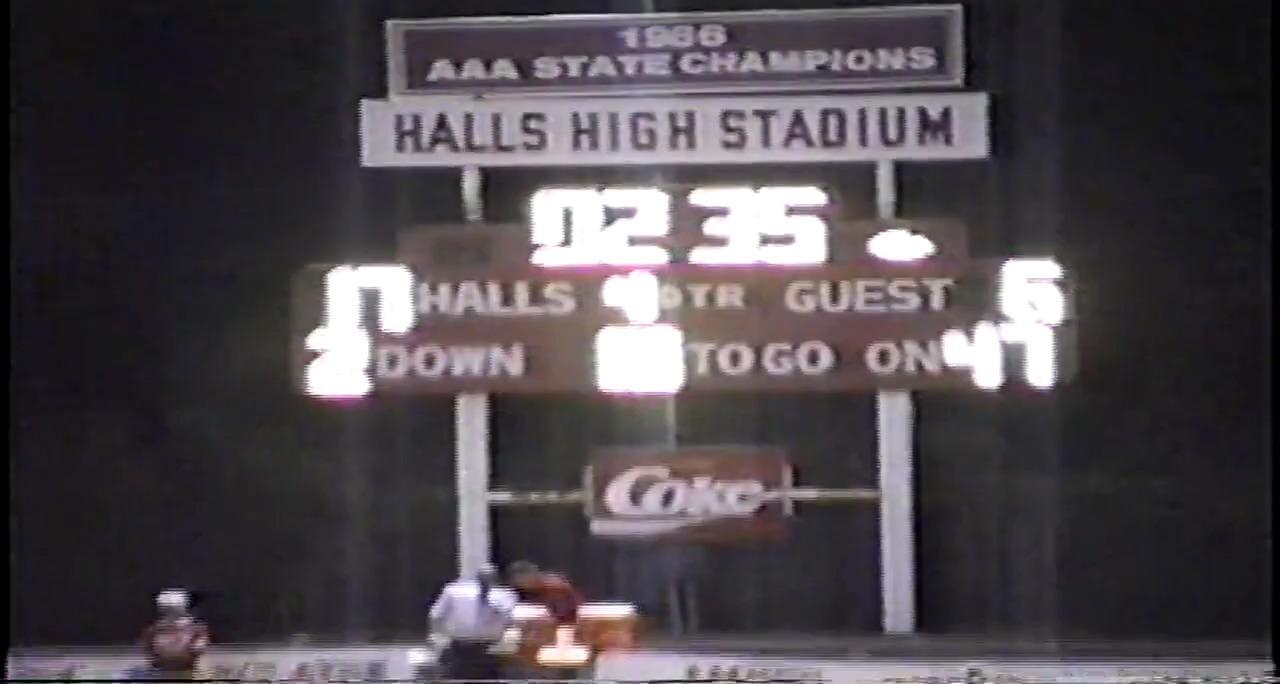 1986
AAA STATE CHAMPIONS
HALLS HIGH STADIUM
02 35
17 HALLS 4 QTR GUEST 6
2 DOWN TO GO ON 47
Coke